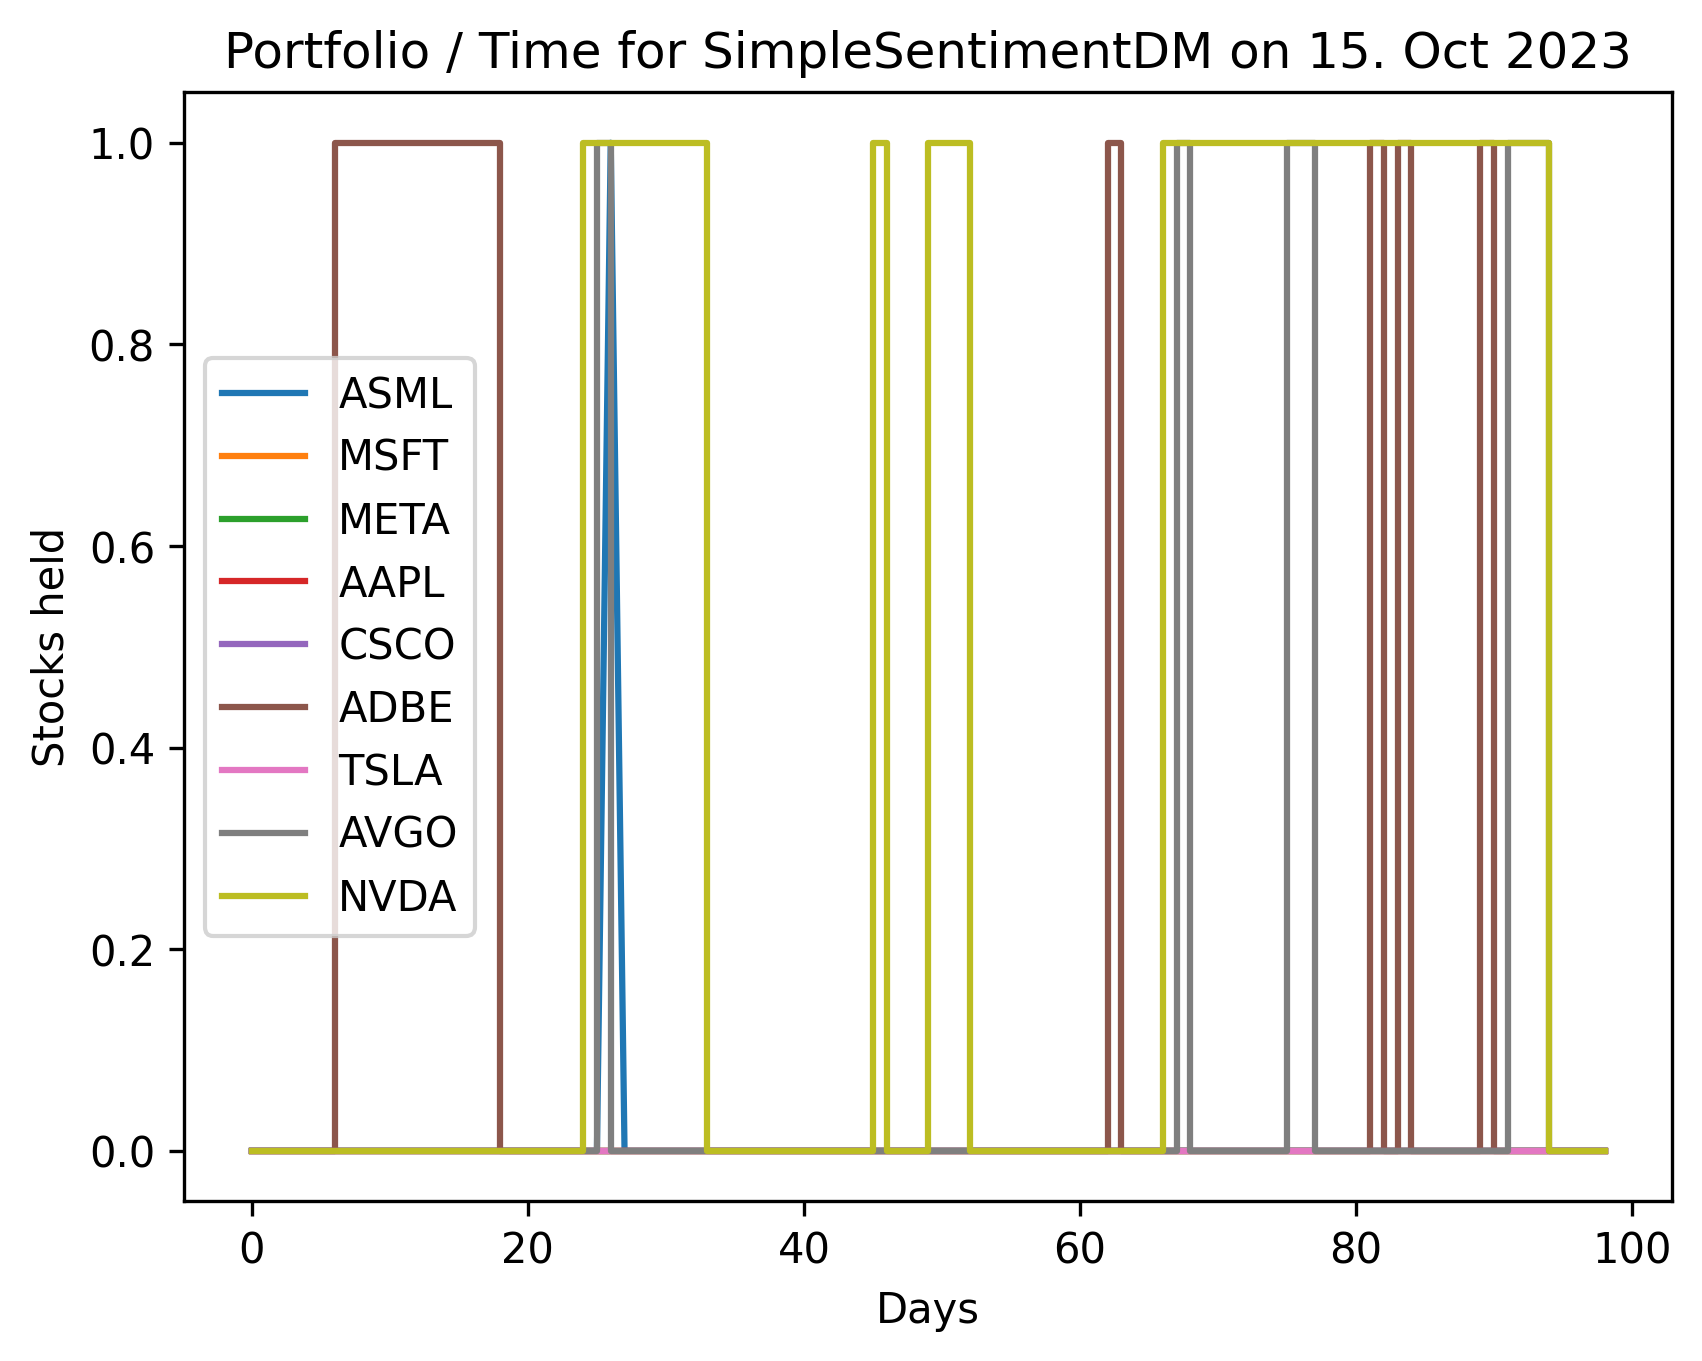 Portfolio / Time for SimpleSentimentDM on 15. Oct 2023
1.0
0.8
0.6
0.4
0.2
0.0
Stocks held
ASML
MSFT
META
AAPL
CSCO
ADBE
TSLA
AVGO
NVDA
0 20 40 60 80 100
Days